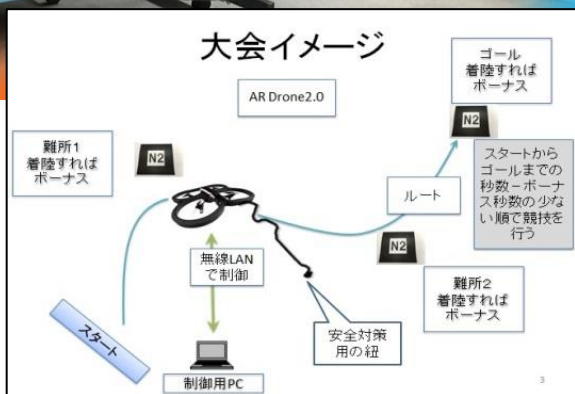 大会イメージ
AR Drone2.0
ゴール
着陸すれば
ボーナス
N2
難所1
着陸すれば
ボーナス
N2
スタートから
ゴールまでの
秒数－ボーナ
ス秒数の少な
い順で競技を
行う
ルート
N2
無線LAN
で制御
難所2
着陸すれば
ボーナス
スタート
安全対策
用の紐
制御用PC
3